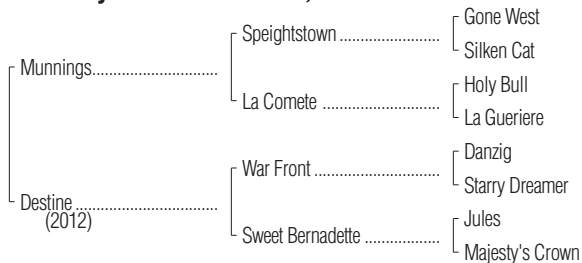 Gone West
Speightstown
Silken Cat
Munnings
Holy Bull
La Comete
La Gueriere
Danzig
War Front
Starry Dreamer
Destine
(2012)
Jules
Sweet Bernadette
Majesty's Crown